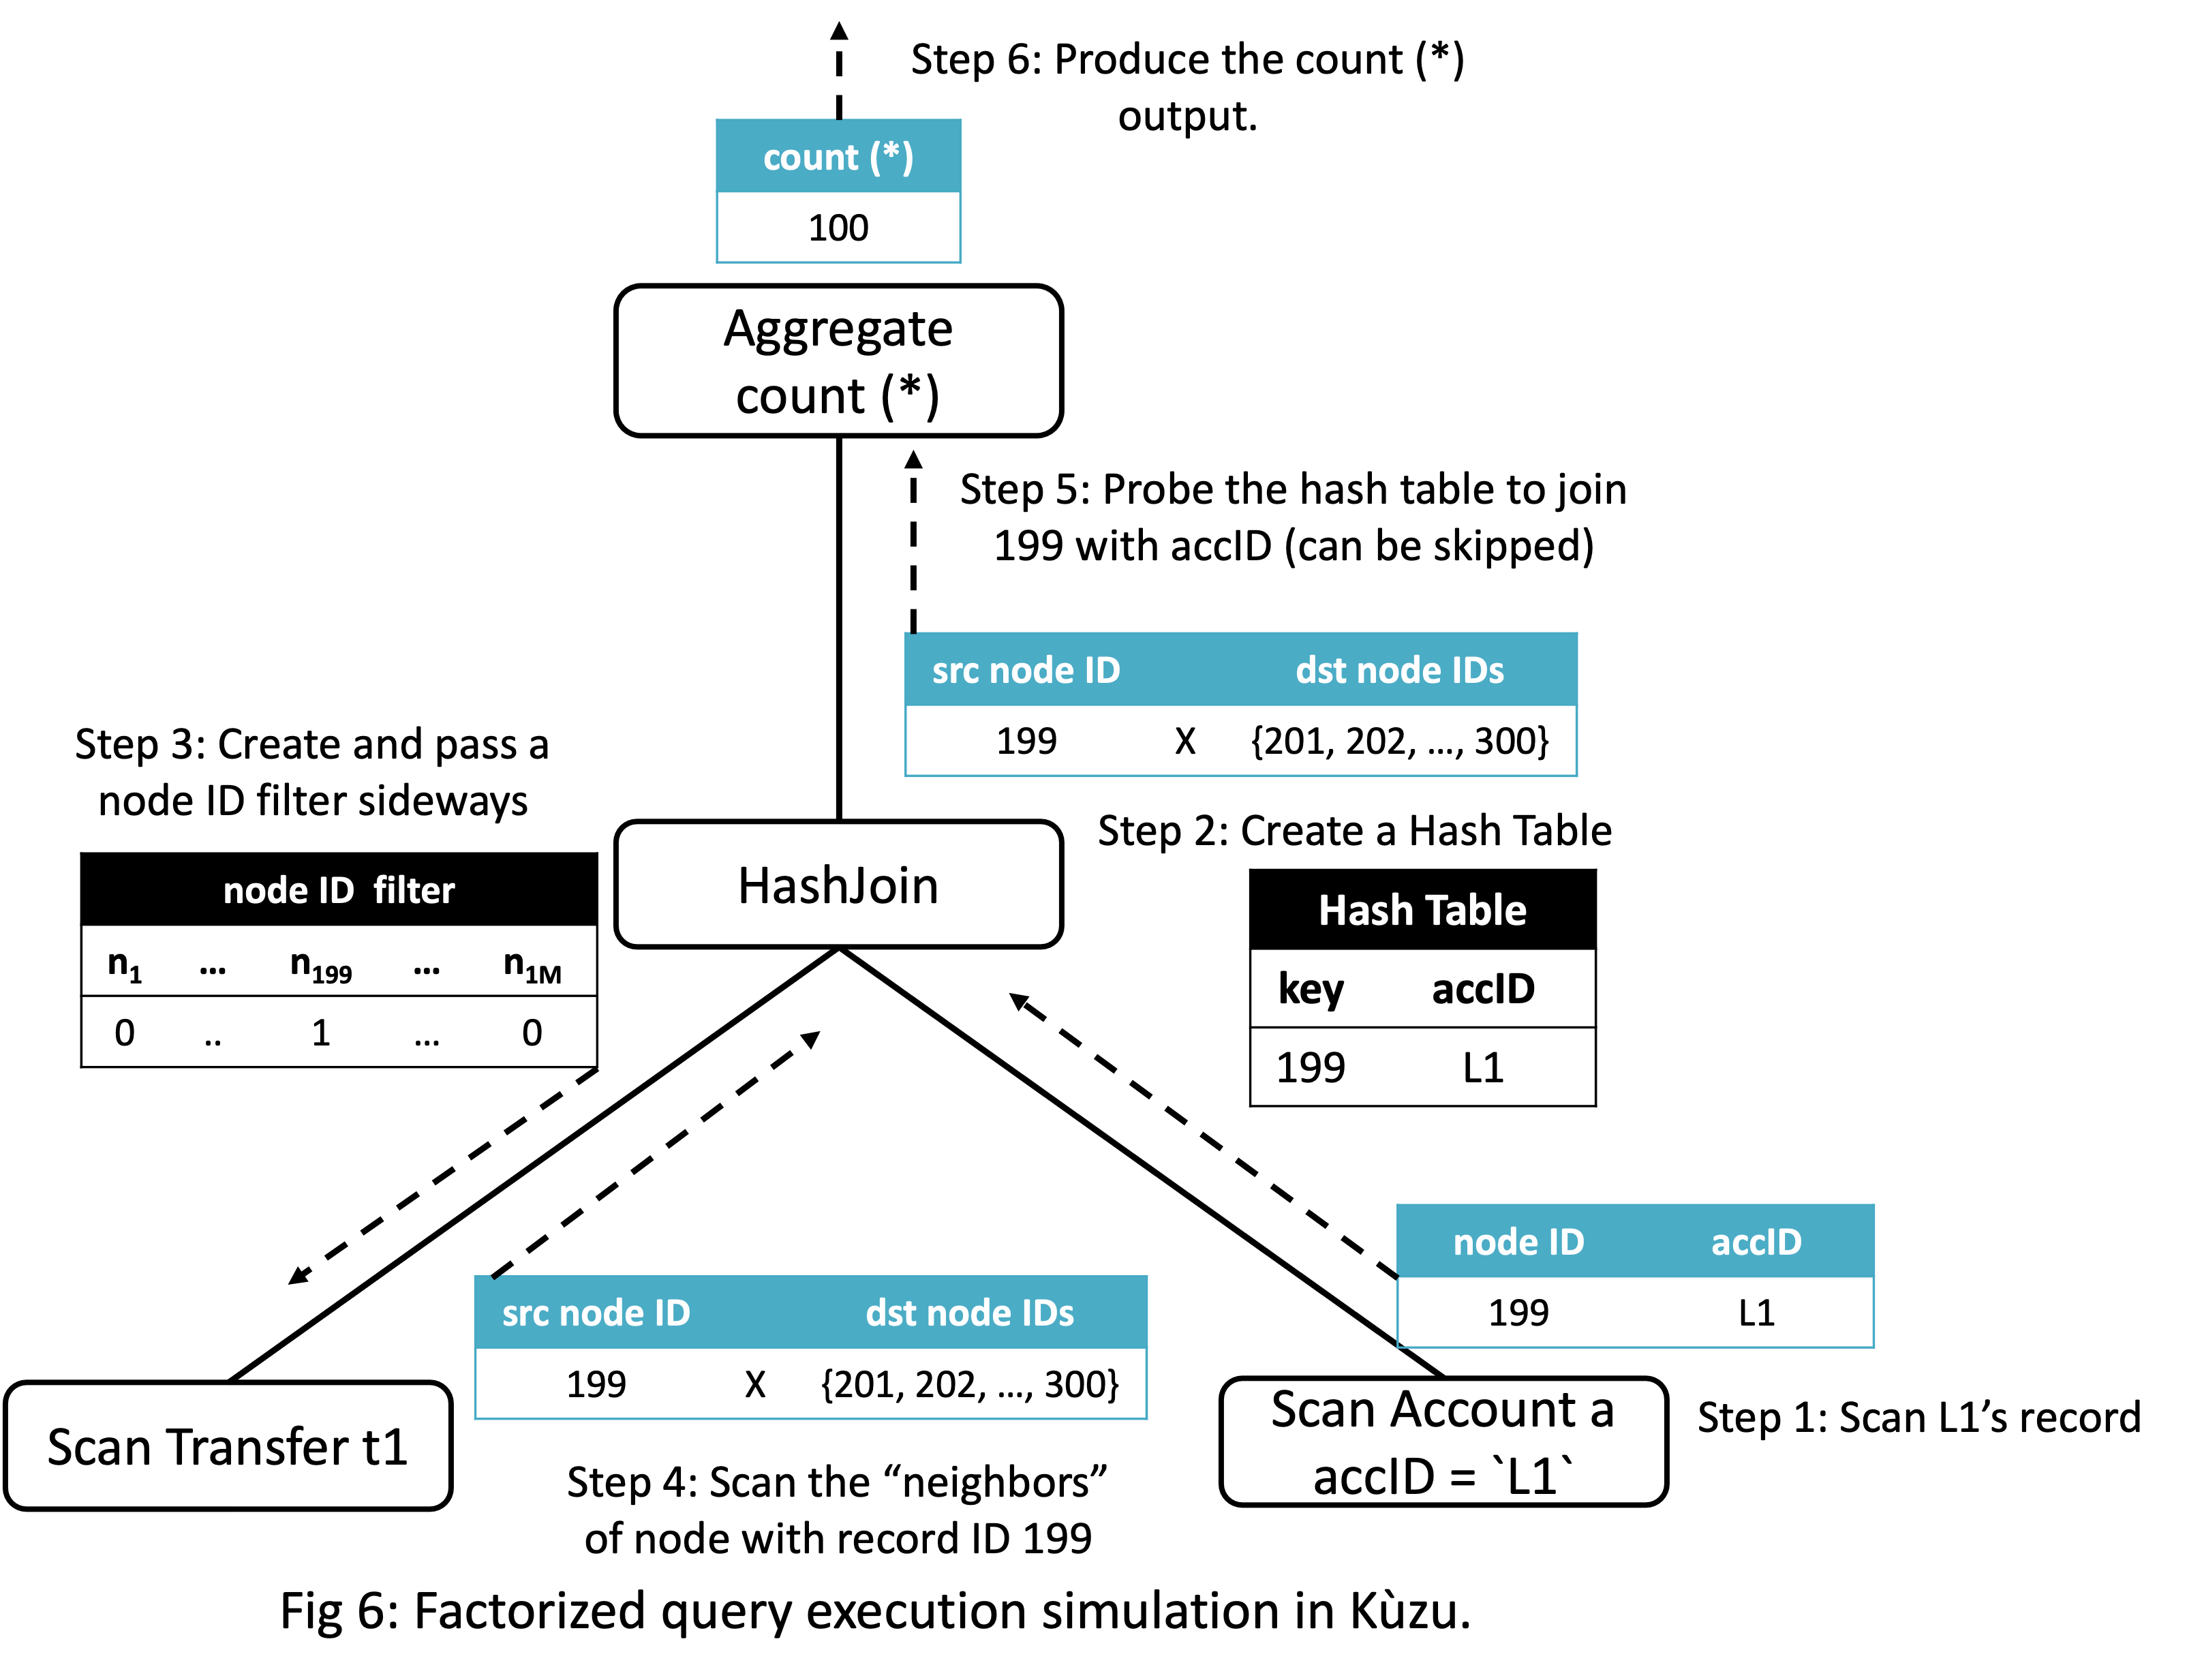 Step 6: Produce the count (*)
output.
count (*)
100
Aggregate
count (*)
Step 5: Probe the hash table to join
199 with accID (can be skipped)
src node ID dst node IDs
199 X {201, 202, ..., 300}
Step 3: Create and pass a
node ID filter sideways
node ID filter
n1 ... n199 ... n1M
0 .. 1 ... 0
HashJoin
Step 2: Create a Hash Table
Hash Table
key accID
199 L1
node ID accID
199 L1
src node ID dst node IDs
199 X {201, 202, ..., 300}
Scan Transfer t1
Step 4: Scan the “neighbors”
of node with record ID 199
Scan Account a
accID = `L1`
Step 1: Scan L1’s record
Fig 6: Factorized query execution simulation in Kùzu.